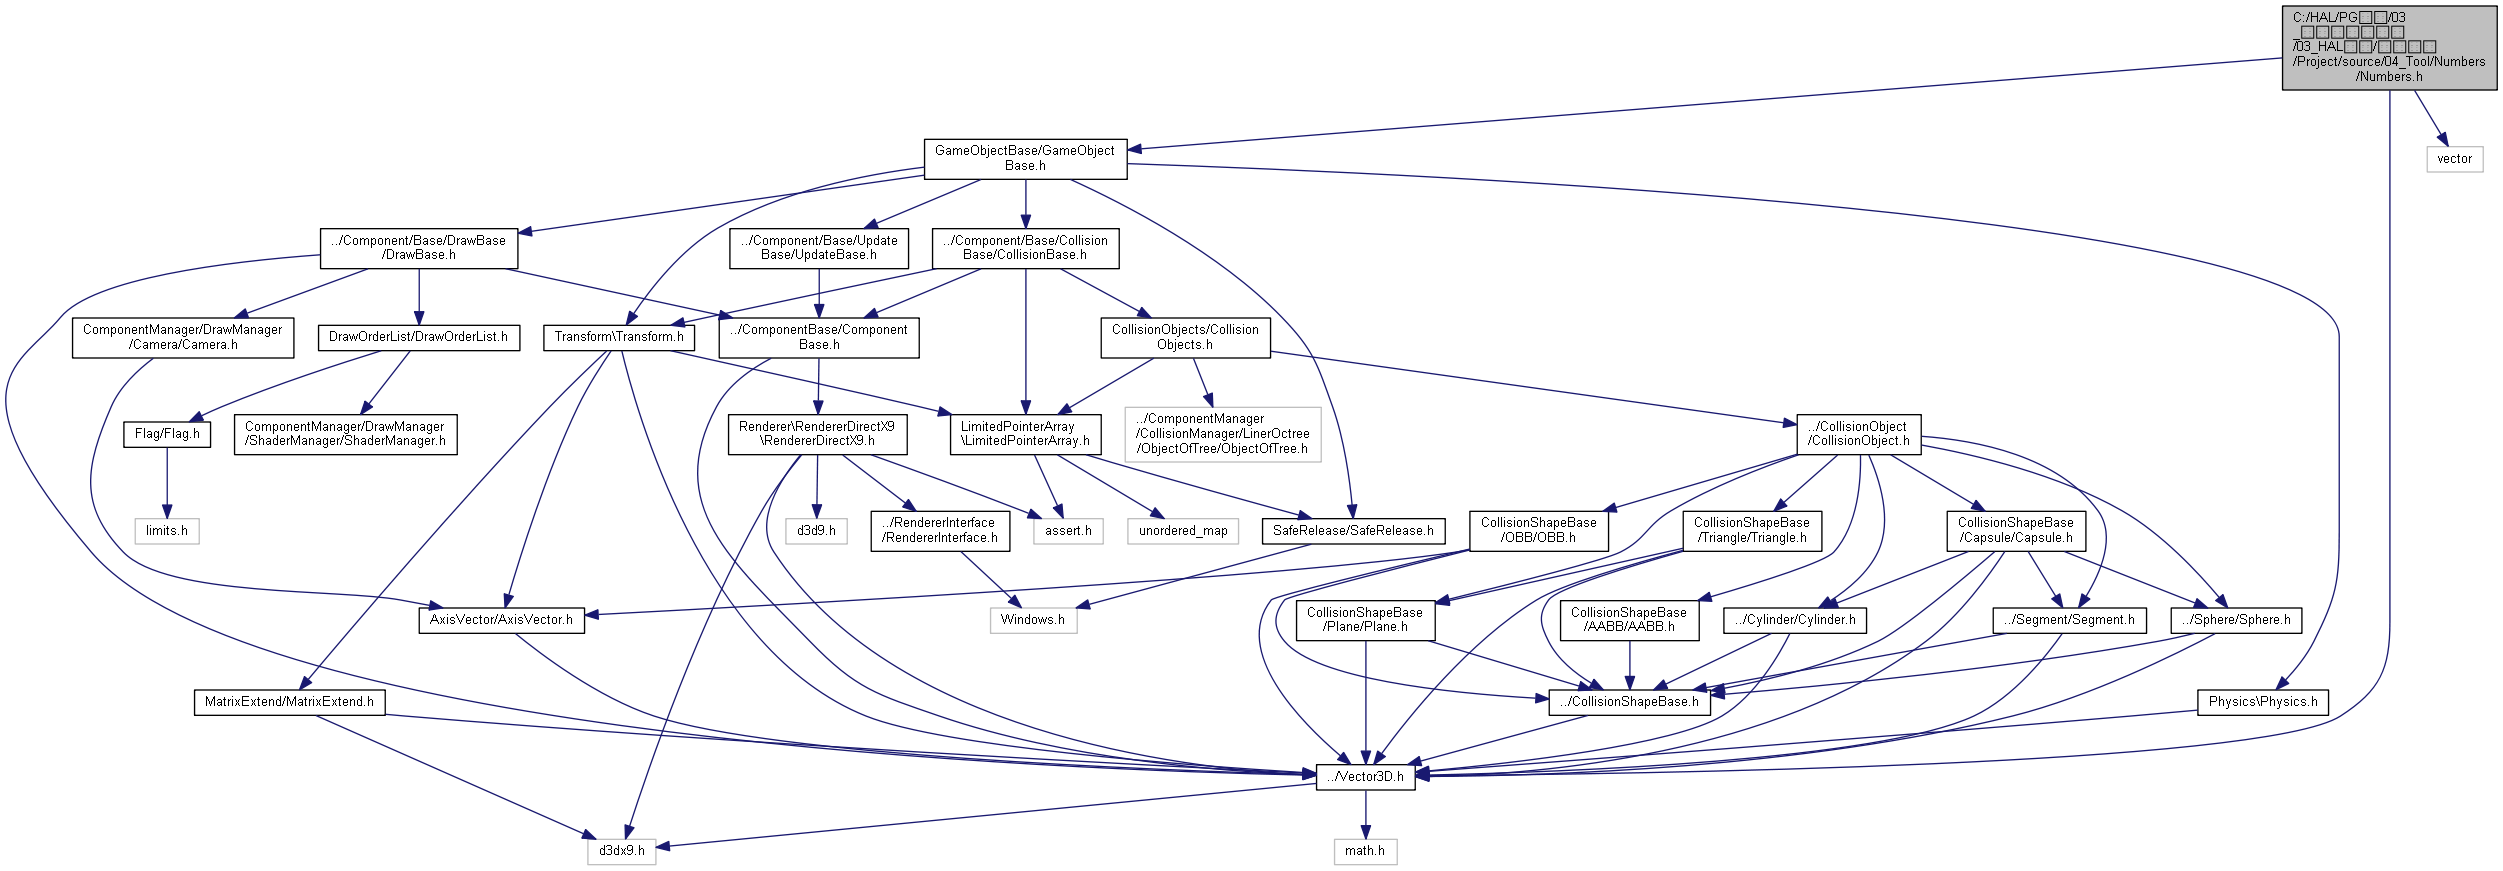 C:/HAL/PG□□/03
_□□□□□□□
/03_HAL□□/□□□□
/Project/source/04_Tool/Numbers
/Numbers.h
GameObjectBase/GameObject
Base.h
vector
../Component/Base/DrawBase
/DrawBase.h
../Component/Base/Update
Base/UpdateBase.h
../Component/Base/Collision
Base/CollisionBase.h
ComponentManager/DrawManager
/Camera/Camera.h
DrawOrderList/DrawOrderList.h
Transform\Transform.h
../ComponentBase/Component
Base.h
CollisionObjects/Collision
Objects.h
Flag/Flag.h
ComponentManager/DrawManager
/ShaderManager/ShaderManager.h
Renderer\RendererDirectX9
\RendererDirectX9.h
LimitedPointerArray
\LimitedPointerArray.h
../ComponentManager
/CollisionManager/LinerOctree
/ObjectOfTree/ObjectOfTree.h
../CollisionObject
/CollisionObject.h
limits.h
d3d9.h
../RendererInterface
/RendererInterface.h
assert.h
unordered_map
SafeRelease/SafeRelease.h
CollisionShapeBase
/OBB/OBB.h
CollisionShapeBase
/Triangle/Triangle.h
CollisionShapeBase
/Capsule/Capsule.h
AxisVector/AxisVector.h
Windows.h
CollisionShapeBase
/Plane/Plane.h
CollisionShapeBase
/AABB/AABB.h
../Cylinder/Cylinder.h
../Segment/Segment.h
../Sphere/Sphere.h
MatrixExtend/MatrixExtend.h
../CollisionShapeBase.h
Physics\Physics.h
../Vector3D.h
d3dx9.h
math.h